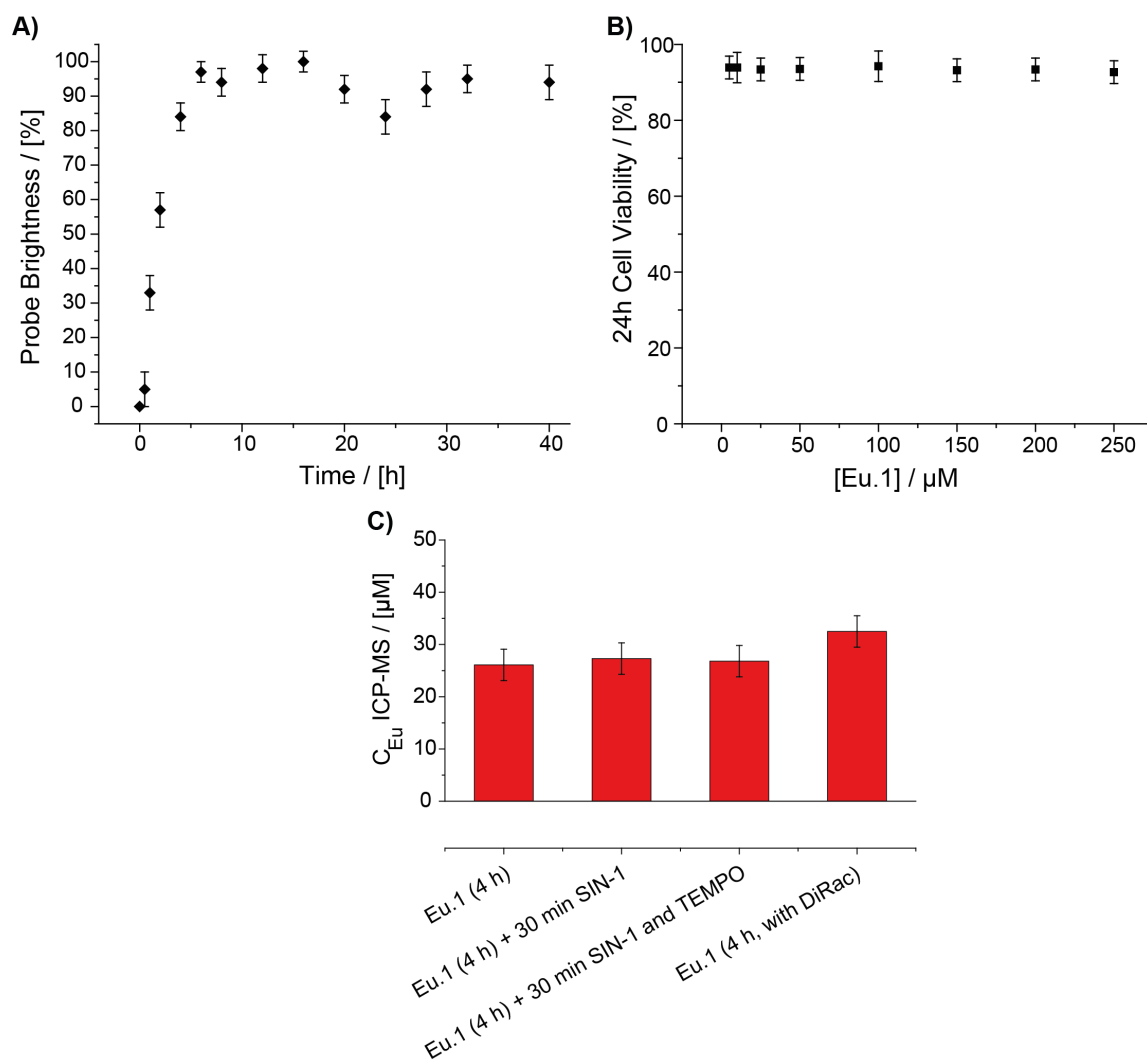 A)
Probe Brightness / [%]
100
90
80
70
60
50
40
30
20
10
0
0 10 20 30 40
Time / [h]
B)
24h Cell Viability / [%]
100
80
60
40
20
0
0 50 100 150 200 250
[Eu.1] / µM
C)
C_Eu ICP-MS / [µM]
50
40
30
20
10
0
Eu.1 (4 h)
Eu.1 (4 h) + 30 min SIN-1
Eu.1 (4 h) + 30 min SIN-1 and TEMPO
Eu.1 (4 h, with DiRac)